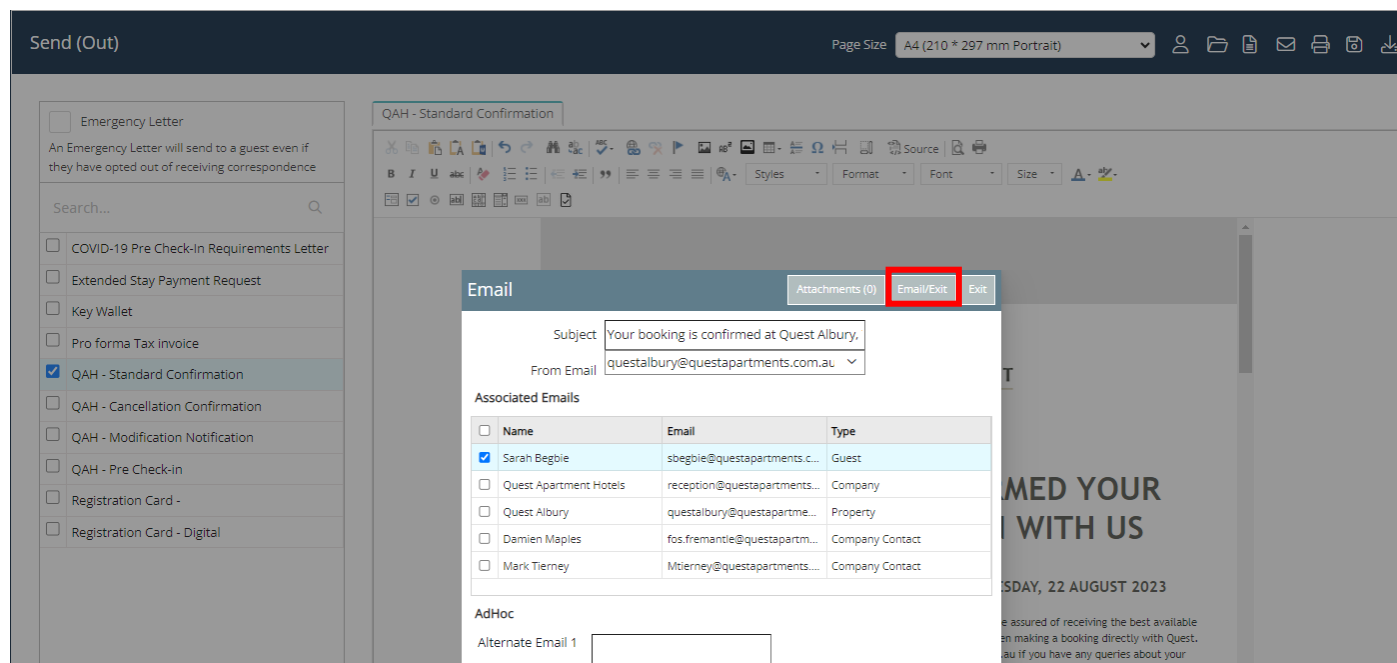 Send (Out)
Page Size
A4 (210 * 297 mm Portrait)
Emergency Letter
An Emergency Letter will send to a guest even if
they have opted out of receiving correspondence
Search...
COVID-19 Pre Check-In Requirements Letter
Extended Stay Payment Request
Key Wallet
Pro forma Tax invoice
QAH - Standard Confirmation
QAH - Cancellation Confirmation
QAH - Modification Notification
QAH - Pre Check-in
Registration Card -
Registration Card - Digital
QAH - Standard Confirmation
Source
B I U abc Styles Format Font Size
Email
Attachments (0) Email/Exit Exit
Subject Your booking is confirmed at Quest Albury,
From Email questalbury@questapartments.com.au
Associated Emails
Name Email Type
Sarah Begbie sbegbie@questapartments.c... Guest
Quest Apartment Hotels reception@questapartments... Company
Quest Albury questalbury@questapartme... Property
Damien Maples fos.fremantle@questapartm... Company Contact
Mark Tierney Mtierney@questapartments.... Company Contact
AdHoc
Alternate Email 1
T
MED YOUR
WITH US
SDAY, 22 AUGUST 2023
e assured of receiving the best available
en making a booking directly with Quest.
.au if you have any queries about your